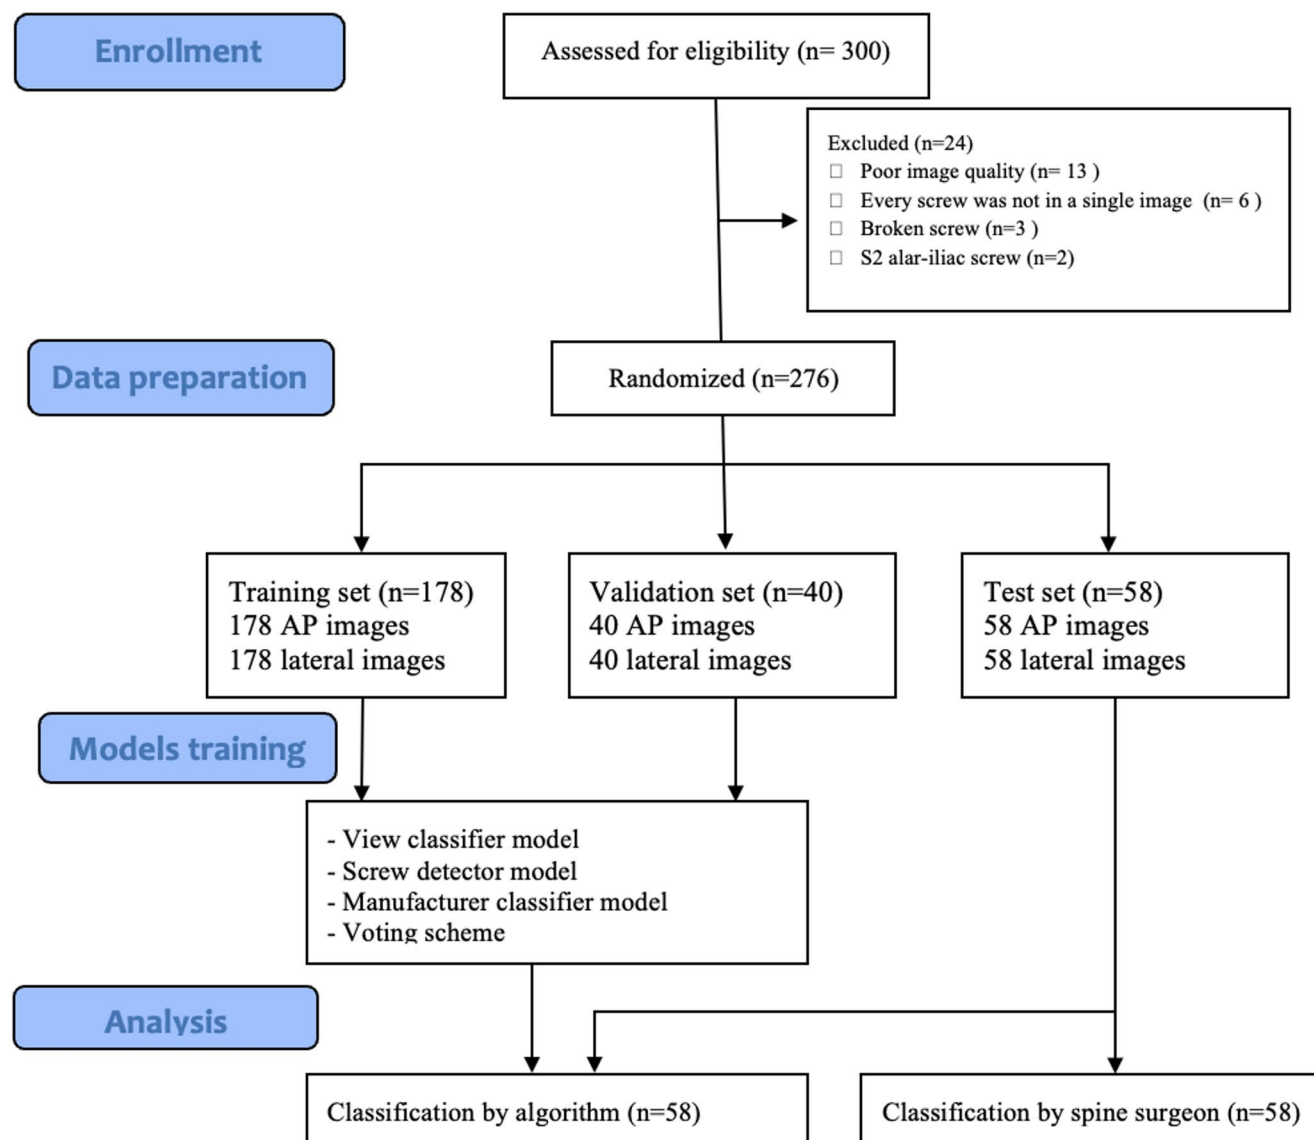 Enrollment
Assessed for eligibility (n= 300)
Excluded (n=24)
☐ Poor image quality (n= 13 )
☐ Every screw was not in a single image (n= 6 )
☐ Broken screw (n=3 )
☐ S2 alar-iliac screw (n=2)
Data preparation
Randomized (n=276)
Training set (n=178)
178 AP images
178 lateral images
Validation set (n=40)
40 AP images
40 lateral images
Test set (n=58)
58 AP images
58 lateral images
Models training
- View classifier model
- Screw detector model
- Manufacturer classifier model
- Voting scheme
Analysis
Classification by algorithm (n=58)
Classification by spine surgeon (n=58)